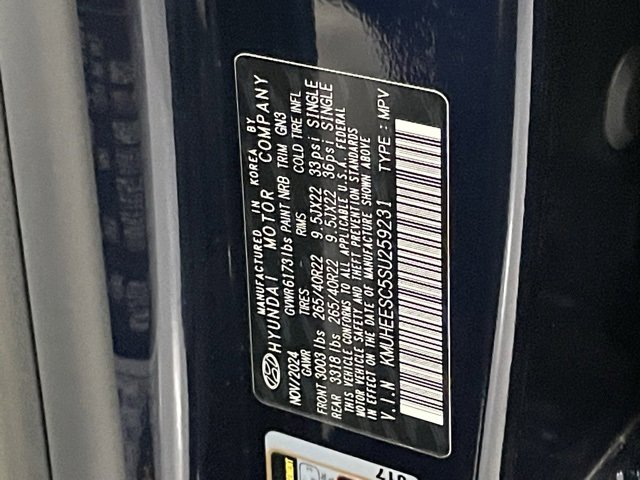 MANUFACTURED IN KOREA BY
HYUNDAI MOTOR COMPANY
NOV/2024 GVWR 6173lbs PAINT NRB TRIM GN3
GAWR TIRES RIMS COLD TIRE INFL
FRONT 3003 lbs 265/40R22 9.5JX22 33psi SINGLE
REAR 3318 lbs 265/40R22 9.5JX22 36psi SINGLE
THIS VEHICLE CONFORMS TO ALL APPLICABLE U.S.A. FEDERAL
MOTOR VEHICLE SAFETY AND THEFT PREVENTION STANDARDS
IN EFFECT ON THE DATE OF MANUFACTURE SHOWN ABOVE
V.I.N KMUHEESC5SU259231 TYPE: MPV
617